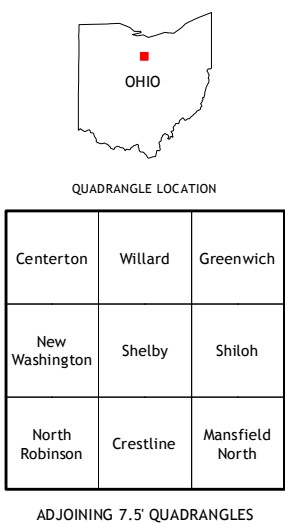 OHIO
QUADRANGLE LOCATION
Centerton
Willard
Greenwich
New
Washington
Shelby
Shiloh
North
Robinson
Crestline
Mansfield
North
ADJOINING 7.5' QUADRANGLES